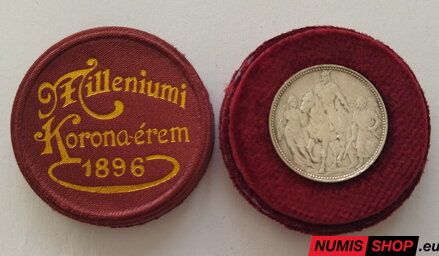 Milleniumi
Korona-érem
1896
NUMIS SHOP.eu